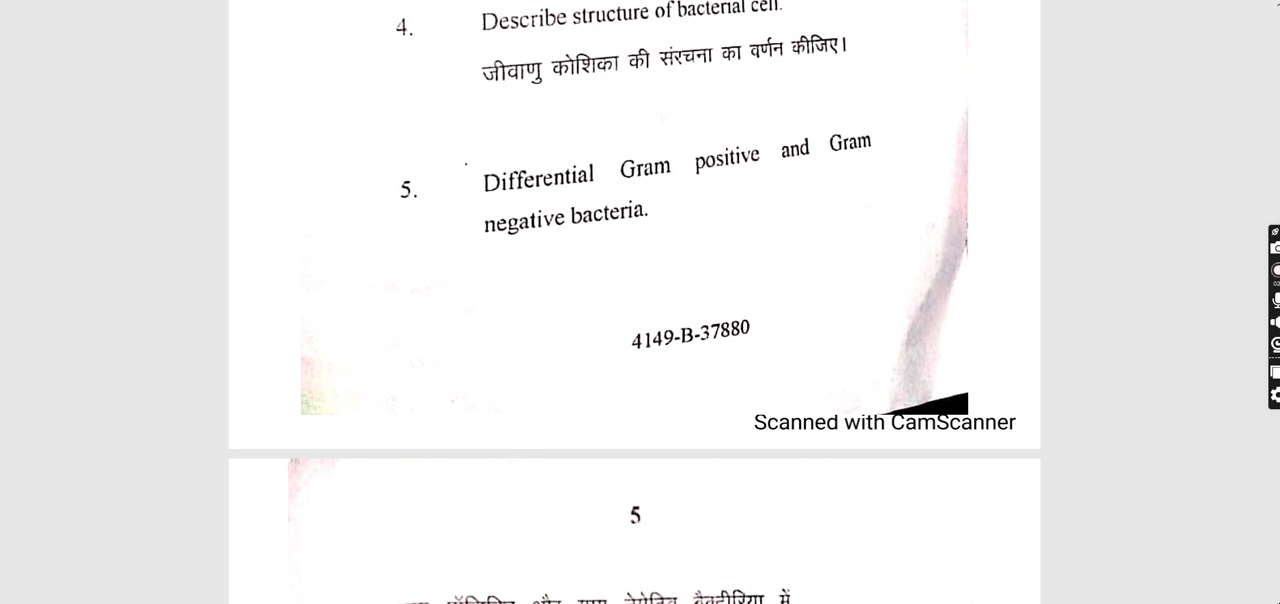 4. Describe structure of bacterial cell.
जीवाणु कोशिका की संरचना का वर्णन कीजिए।
5. Differential Gram positive and Gram
negative bacteria.
4149-B-37880
Scanned with CamScanner
5
पॉजिटिव और ग्राम नेगेटिव बैक्टीरिया में